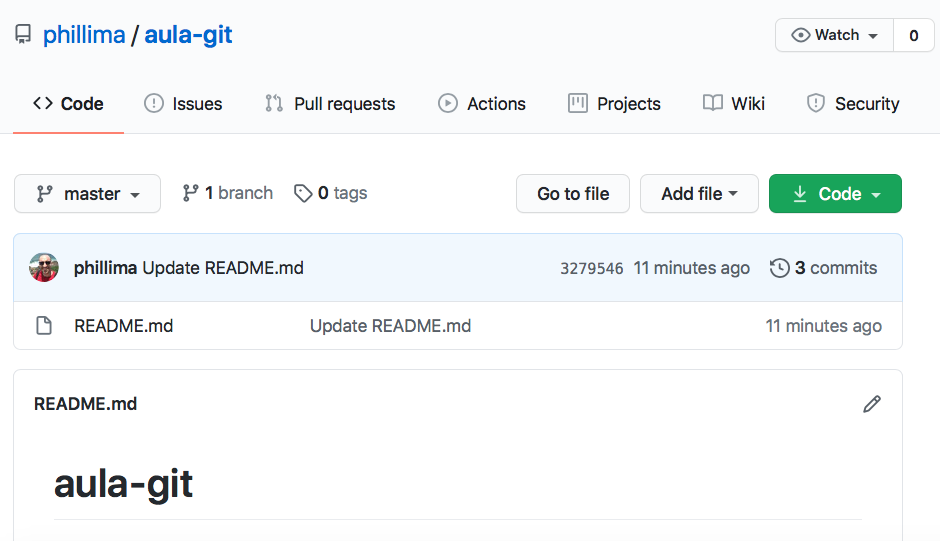 phillima / aula-git
Watch 0
Code Issues Pull requests Actions Projects Wiki Security
master 1 branch 0 tags Go to file Add file Code
phillima Update README.md 3279546 11 minutes ago 3 commits
README.md Update README.md 11 minutes ago
README.md
aula-git